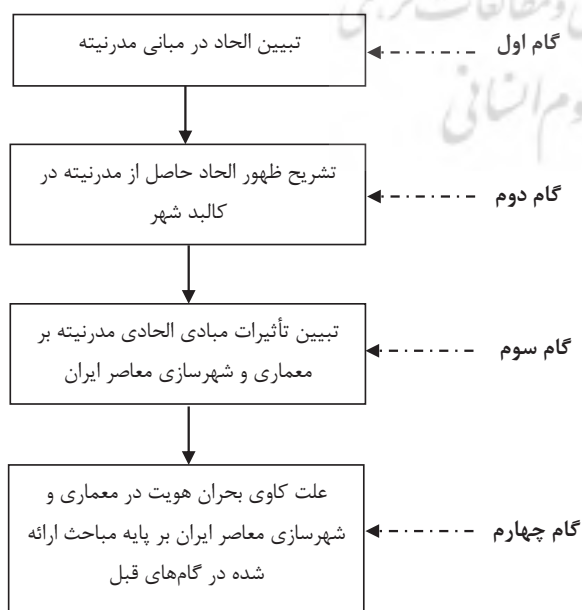 گام اول
تبیین الحاد در مبانی مدرنیته
گام دوم
تشریح ظهور الحاد حاصل از مدرنیته در
کالبد شهر
گام سوم
تبیین تأثیرات مبادی الحادی مدرنیته بر
معماری و شهرسازی معاصر ایران
گام چهارم
علت کاوی بحران هویت در معماری و
شهرسازی معاصر ایران بر پایه مباحث ارائه
شده در گام‌های قبل